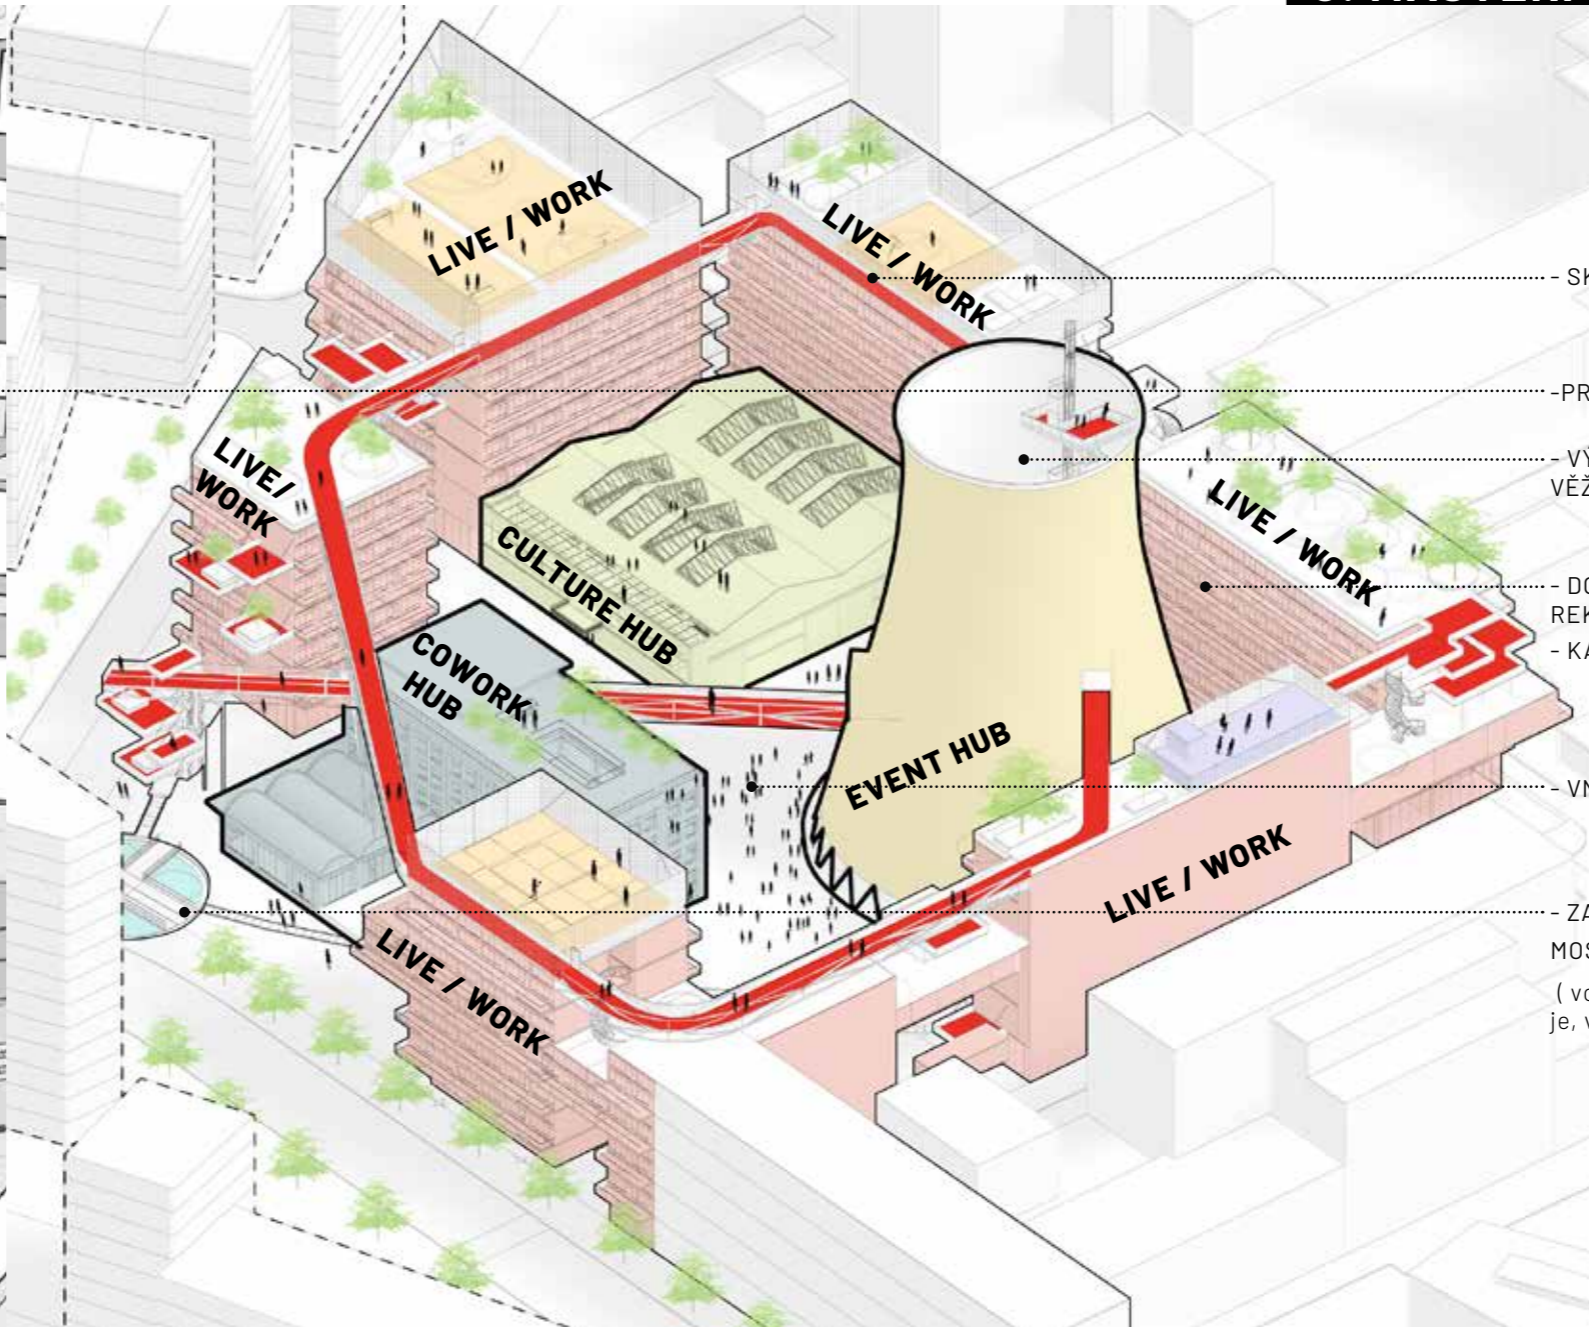 LIVE / WORK
LIVE / WORK
LIVE/
WORK
CULTURE HUB
COWORK
HUB
LIVE / WORK
EVENT HUB
LIVE / WORK
LIVE / WORK
- SK
-PR
- VÝ
VĚŽ
- DO
REK
- KA
- VN
- ZA
MOS
je, v